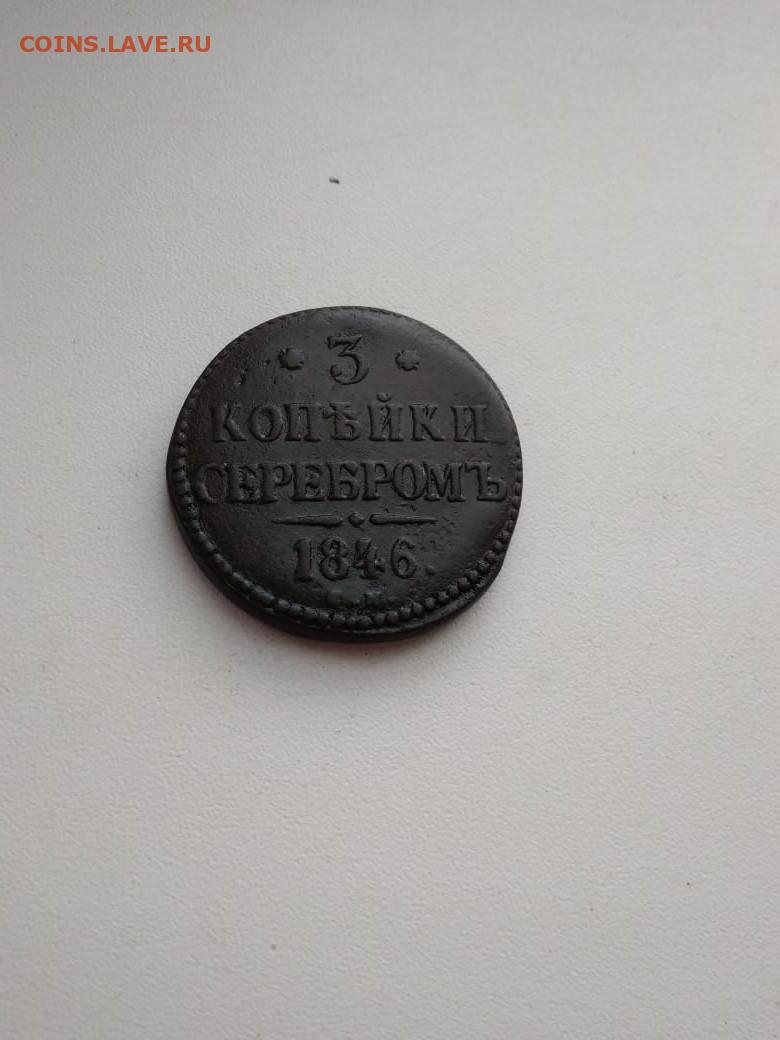 COINS.LAVE.RU
* 3 *
КОПѢЙКИ
СЕРЕБРОМЪ
1846.